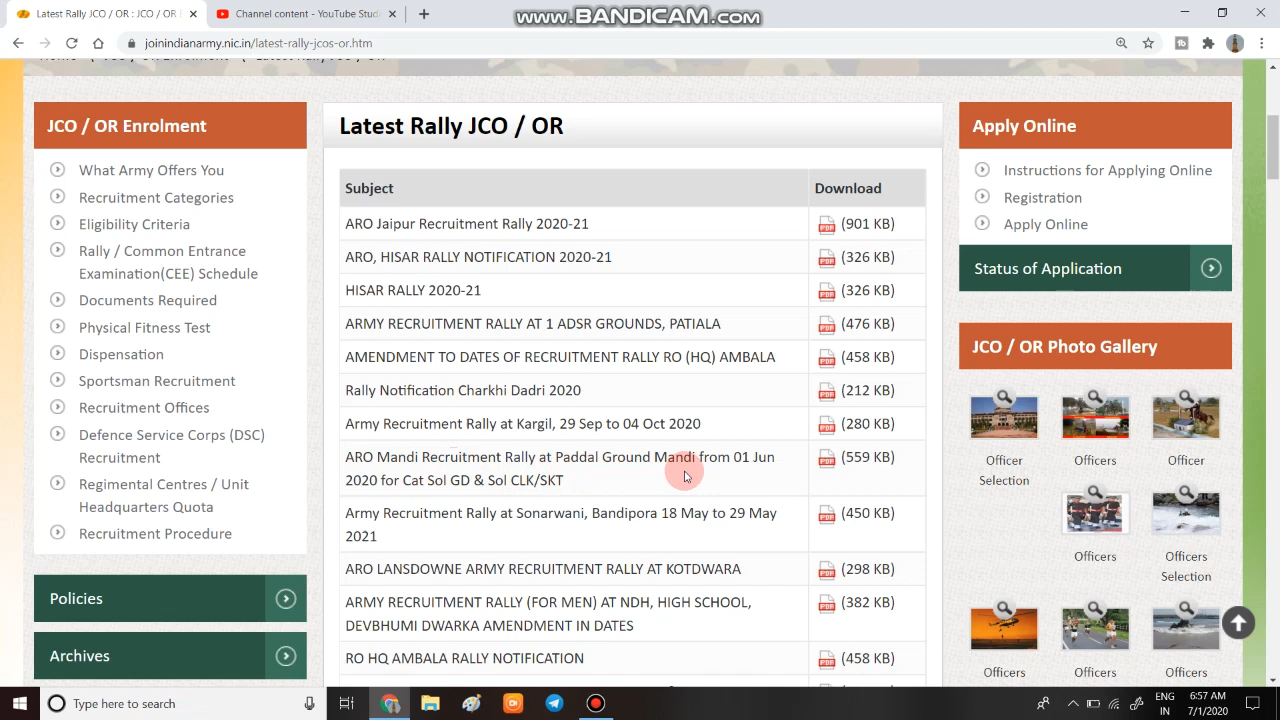 Latest Rally JCO / OR : JCO / OR
Channel content - YouTube Stud
www.BANDICAM.com
joinindianarmy.nic.in/latest-rally-jcos-or.htm
JCO / OR Enrolment
What Army Offers You
Recruitment Categories
Eligibility Criteria
Rally / Common Entrance
Examination(CEE) Schedule
Documents Required
Physical Fitness Test
Dispensation
Sportsman Recruitment
Recruitment Offices
Defence Service Corps (DSC)
Recruitment
Regimental Centres / Unit
Headquarters Quota
Recruitment Procedure
Policies
Archives
Latest Rally JCO / OR
Subject Download
ARO Jaipur Recruitment Rally 2020-21 (901 KB)
ARO, HISAR RALLY NOTIFICATION 2020-21 (326 KB)
HISAR RALLY 2020-21 (326 KB)
ARMY RECRUITMENT RALLY AT 1 ADSR GROUNDS, PATIALA (476 KB)
AMENDMENT TO DATES OF RECRUITMENT RALLY RO (HQ) AMBALA (458 KB)
Rally Notification Charkhi Dadri 2020 (212 KB)
Army Recruitment Rally at Kargil, 29 Sep to 04 Oct 2020 (280 KB)
ARO Mandi Recruitment Rally at Paddal Ground Mandi from 01 Jun (559 KB)
2020 for Cat Sol GD & Sol CLK/SKT
Army Recruitment Rally at Sonarwani, Bandipora 18 May to 29 May (450 KB)
2021
ARO LANSDOWNE ARMY RECRUITMENT RALLY AT KOTDWARA (298 KB)
ARMY RECRUITMENT RALLY (FOR MEN) AT NDH, HIGH SCHOOL, (382 KB)
DEVBHUMI DWARKA AMENDMENT IN DATES
RO HQ AMBALA RALLY NOTIFICATION (458 KB)
Apply Online
Instructions for Applying Online
Registration
Apply Online
Status of Application
JCO / OR Photo Gallery
Officer
Selection
Officers
Officer
Officers
Officers
Selection
Officers
Officers
Officers
Type here to search
ENG
IN
6:57 AM
7/1/2020